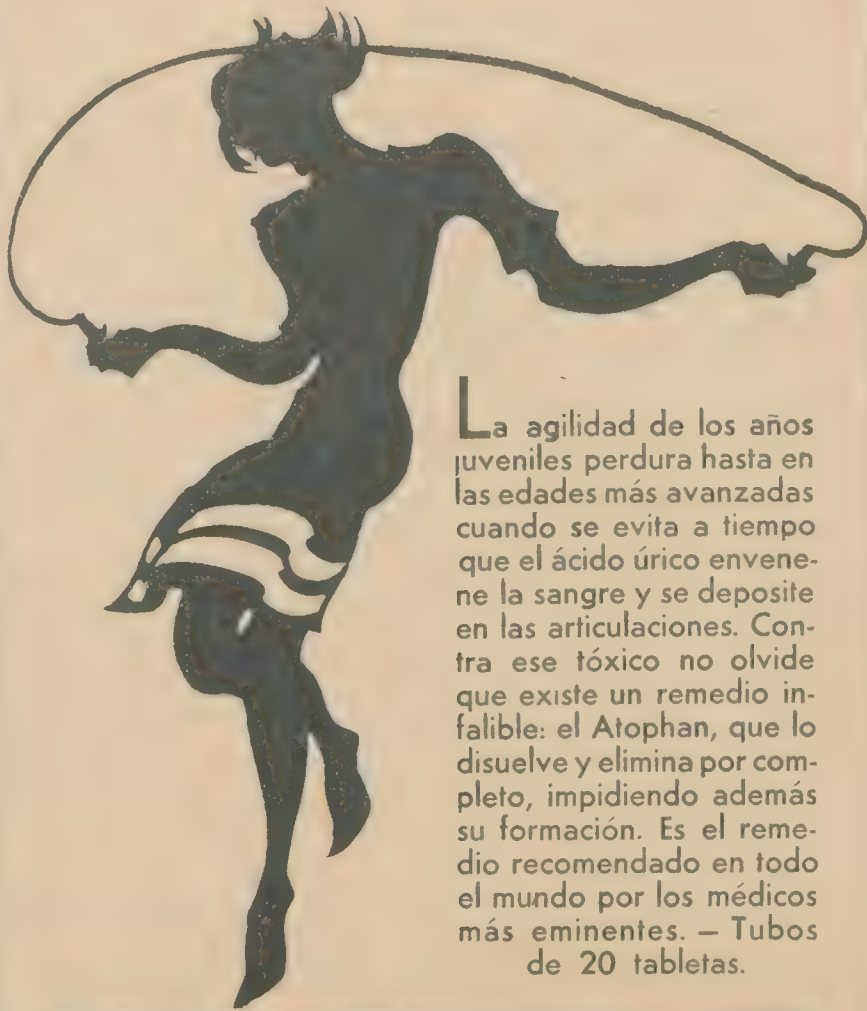 La agilidad de los años
juveniles perdura hasta en
las edades más avanzadas
cuando se evita a tiempo
que el ácido úrico envene-
ne la sangre y se deposite
en las articulaciones. Con-
tra ese tóxico no olvide
que existe un remedio in-
falible: el Atophan, que lo
disuelve y elimina por com-
pleto, impidiendo además
su formación. Es el reme-
dio recomendado en todo
el mundo por los médicos
más eminentes. — Tubos
de 20 tabletas.